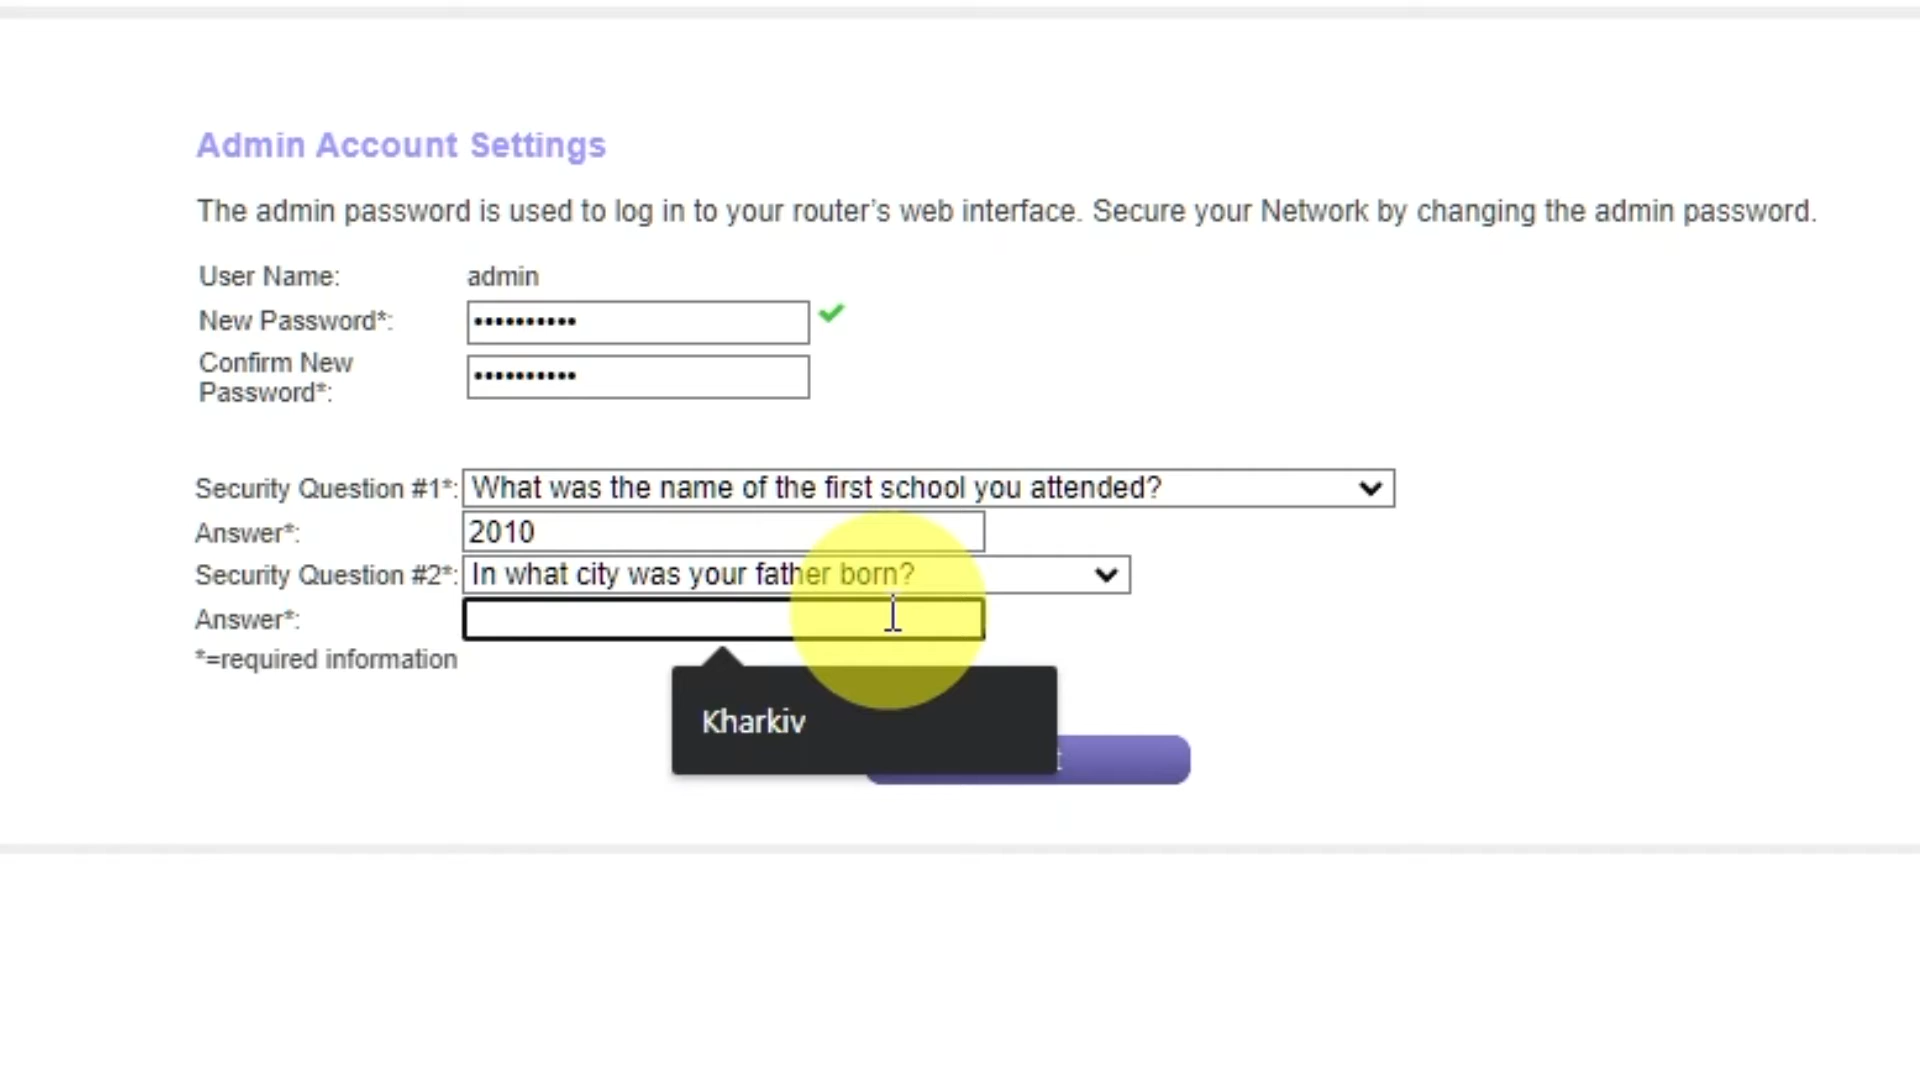 Admin Account Settings
The admin password is used to log in to your router's web interface. Secure your Network by changing the admin password.
User Name: admin
New Password*: ••••••••••
Confirm New
Password*: ••••••••••
Security Question #1*: What was the name of the first school you attended?
Answer*: 2010
Security Question #2*: In what city was your father born?
Answer*:
*=required information
Kharkiv